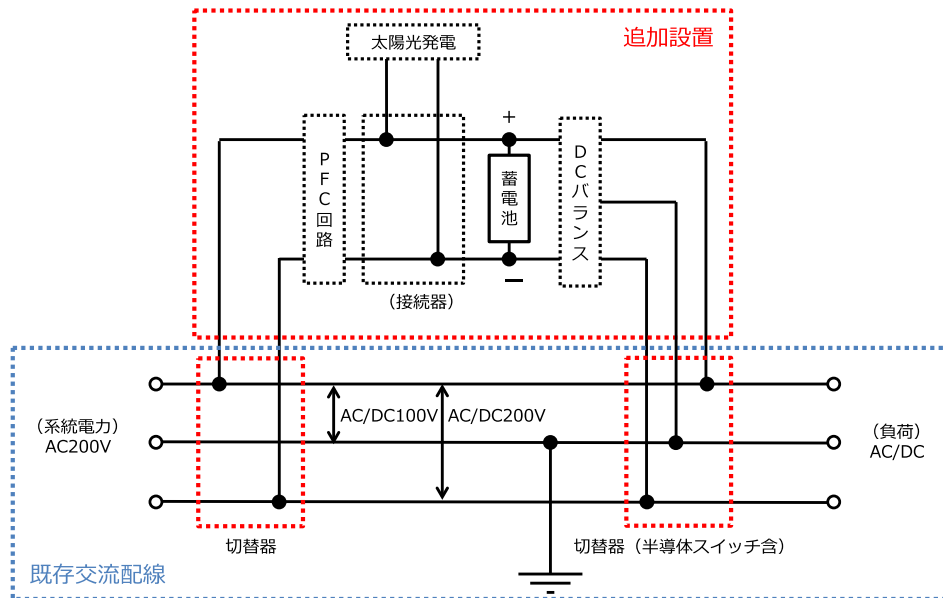 追加設置
太陽光発電
+
PFC回路
蓄電池
DCバランス
−
（接続器）
（系統電力）
AC200V
AC/DC100V
AC/DC200V
（負荷）
AC/DC
切替器
切替器（半導体スイッチ含）
既存交流配線